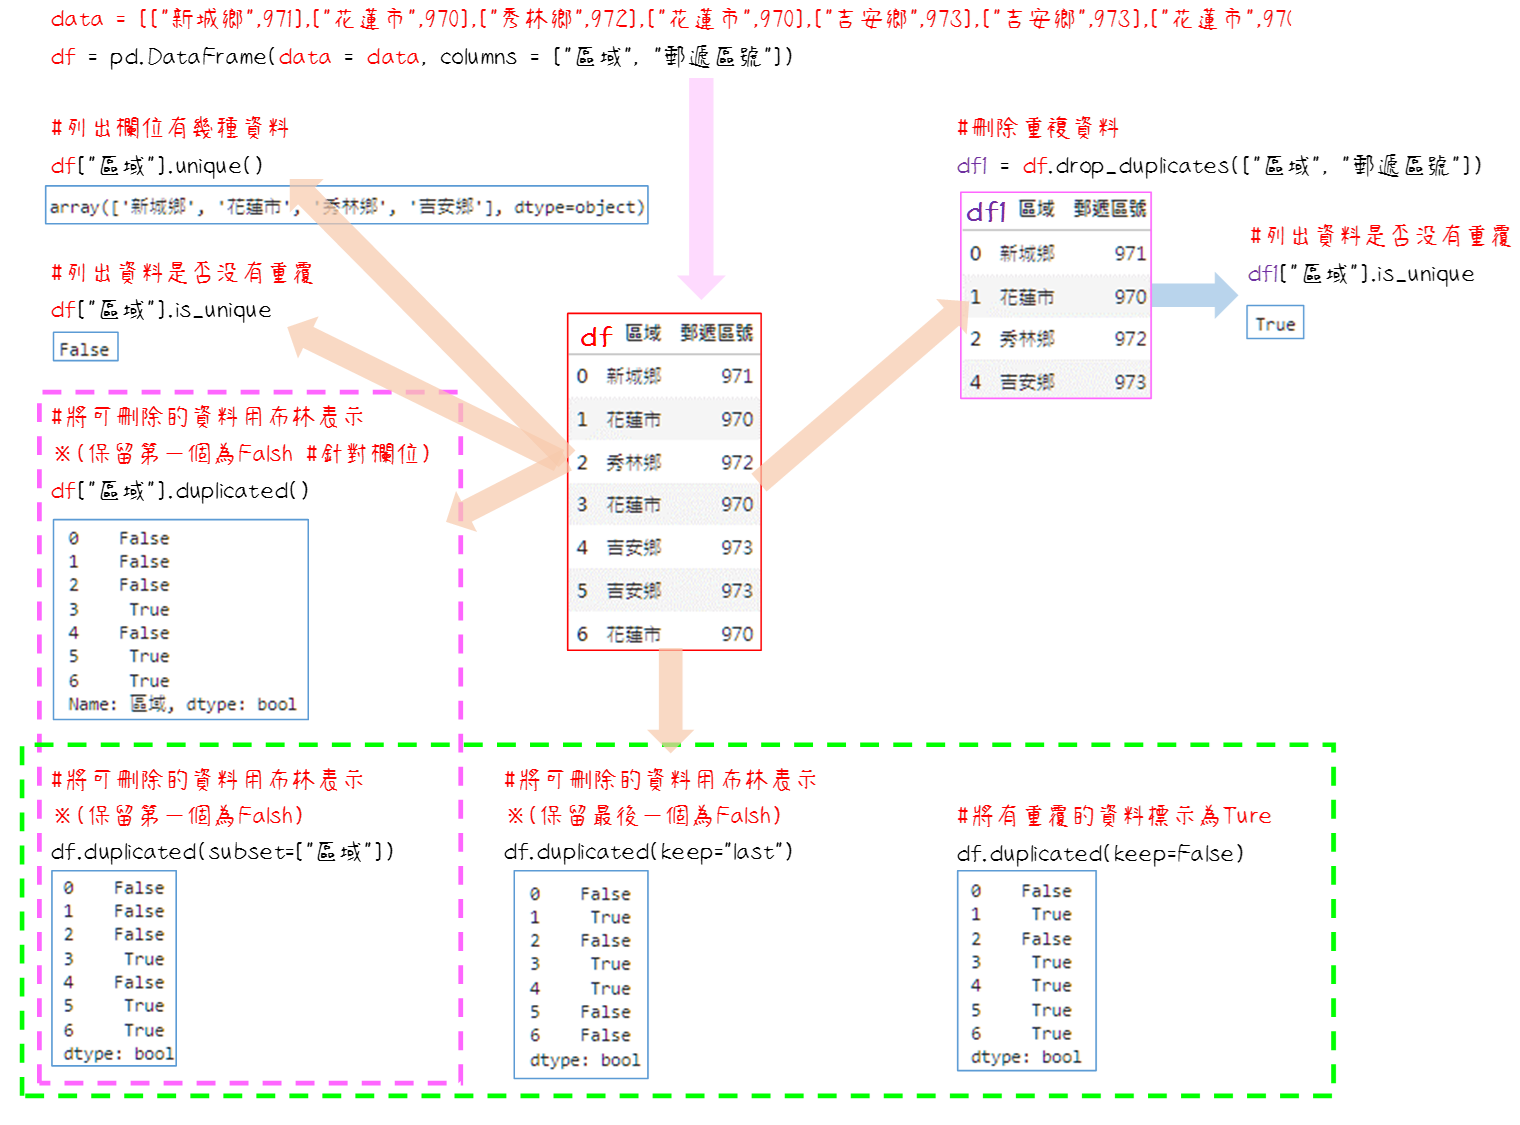 data = [["新城鄉",971],["花蓮市",970],["秀林鄉",972],["花蓮市",970],["吉安鄉",973],["吉安鄉",973],["花蓮市",970
df = pd.DataFrame(data = data, columns = ["區域", "郵遞區號"])
#列出欄位有幾種資料
df["區域"].unique()
array(['新城鄉', '花蓮市', '秀林鄉', '吉安鄉'], dtype=object)
#列出資料是否没有重覆
df["區域"].is_unique
False
#將可刪除的資料用布林表示
※(保留第一個為Falsh #針對欄位)
df["區域"].duplicated()
0 False
1 False
2 False
3 True
4 False
5 True
6 True
Name: 區域, dtype: bool
df 區域 郵遞區號
0 新城鄉 971
1 花蓮市 970
2 秀林鄉 972
3 花蓮市 970
4 吉安鄉 973
5 吉安鄉 973
6 花蓮市 970
#刪除重複資料
df1 = df.drop_duplicates(["區域", "郵遞區號"])
df1 區域 郵遞區號
0 新城鄉 971
1 花蓮市 970
2 秀林鄉 972
4 吉安鄉 973
#列出資料是否没有重覆
df1["區域"].is_unique
True
#將可刪除的資料用布林表示
※(保留第一個為Falsh)
df.duplicated(subset=["區域"])
0 False
1 False
2 False
3 True
4 False
5 True
6 True
dtype: bool
#將可刪除的資料用布林表示
※(保留最後一個為Falsh)
df.duplicated(keep="last")
0 False
1 True
2 False
3 True
4 True
5 False
6 False
dtype: bool
#將有重覆的資料標示為Ture
df.duplicated(keep=False)
0 False
1 True
2 False
3 True
4 True
5 True
6 True
dtype: bool